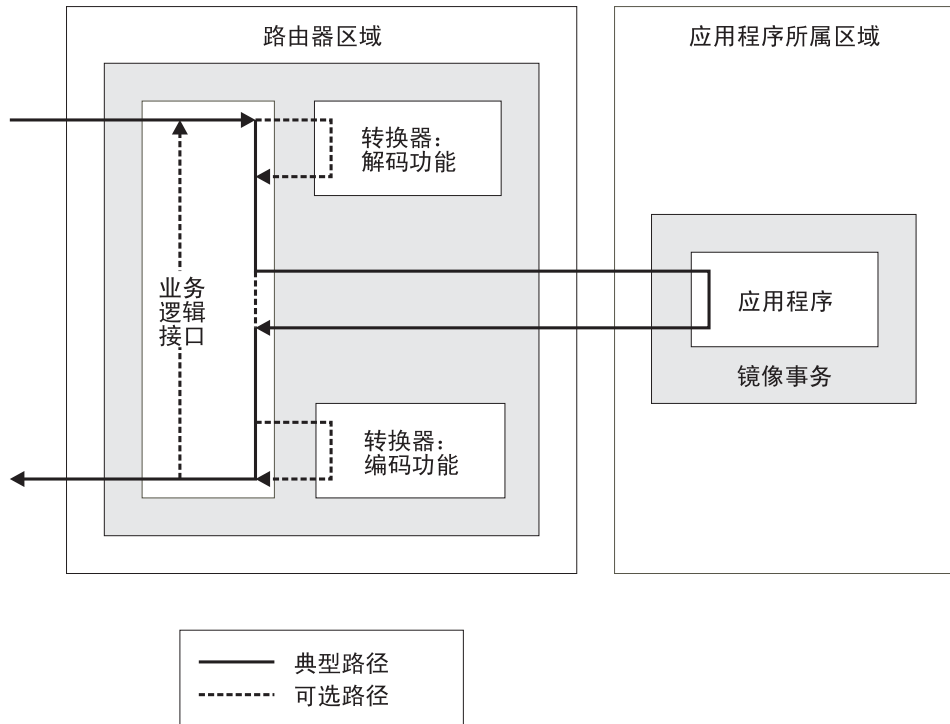 路由器区域
应用程序所属区域
转换器:
解码功能
业务
逻辑
接口
应用程序
镜像事务
转换器:
编码功能
典型路径
可选路径